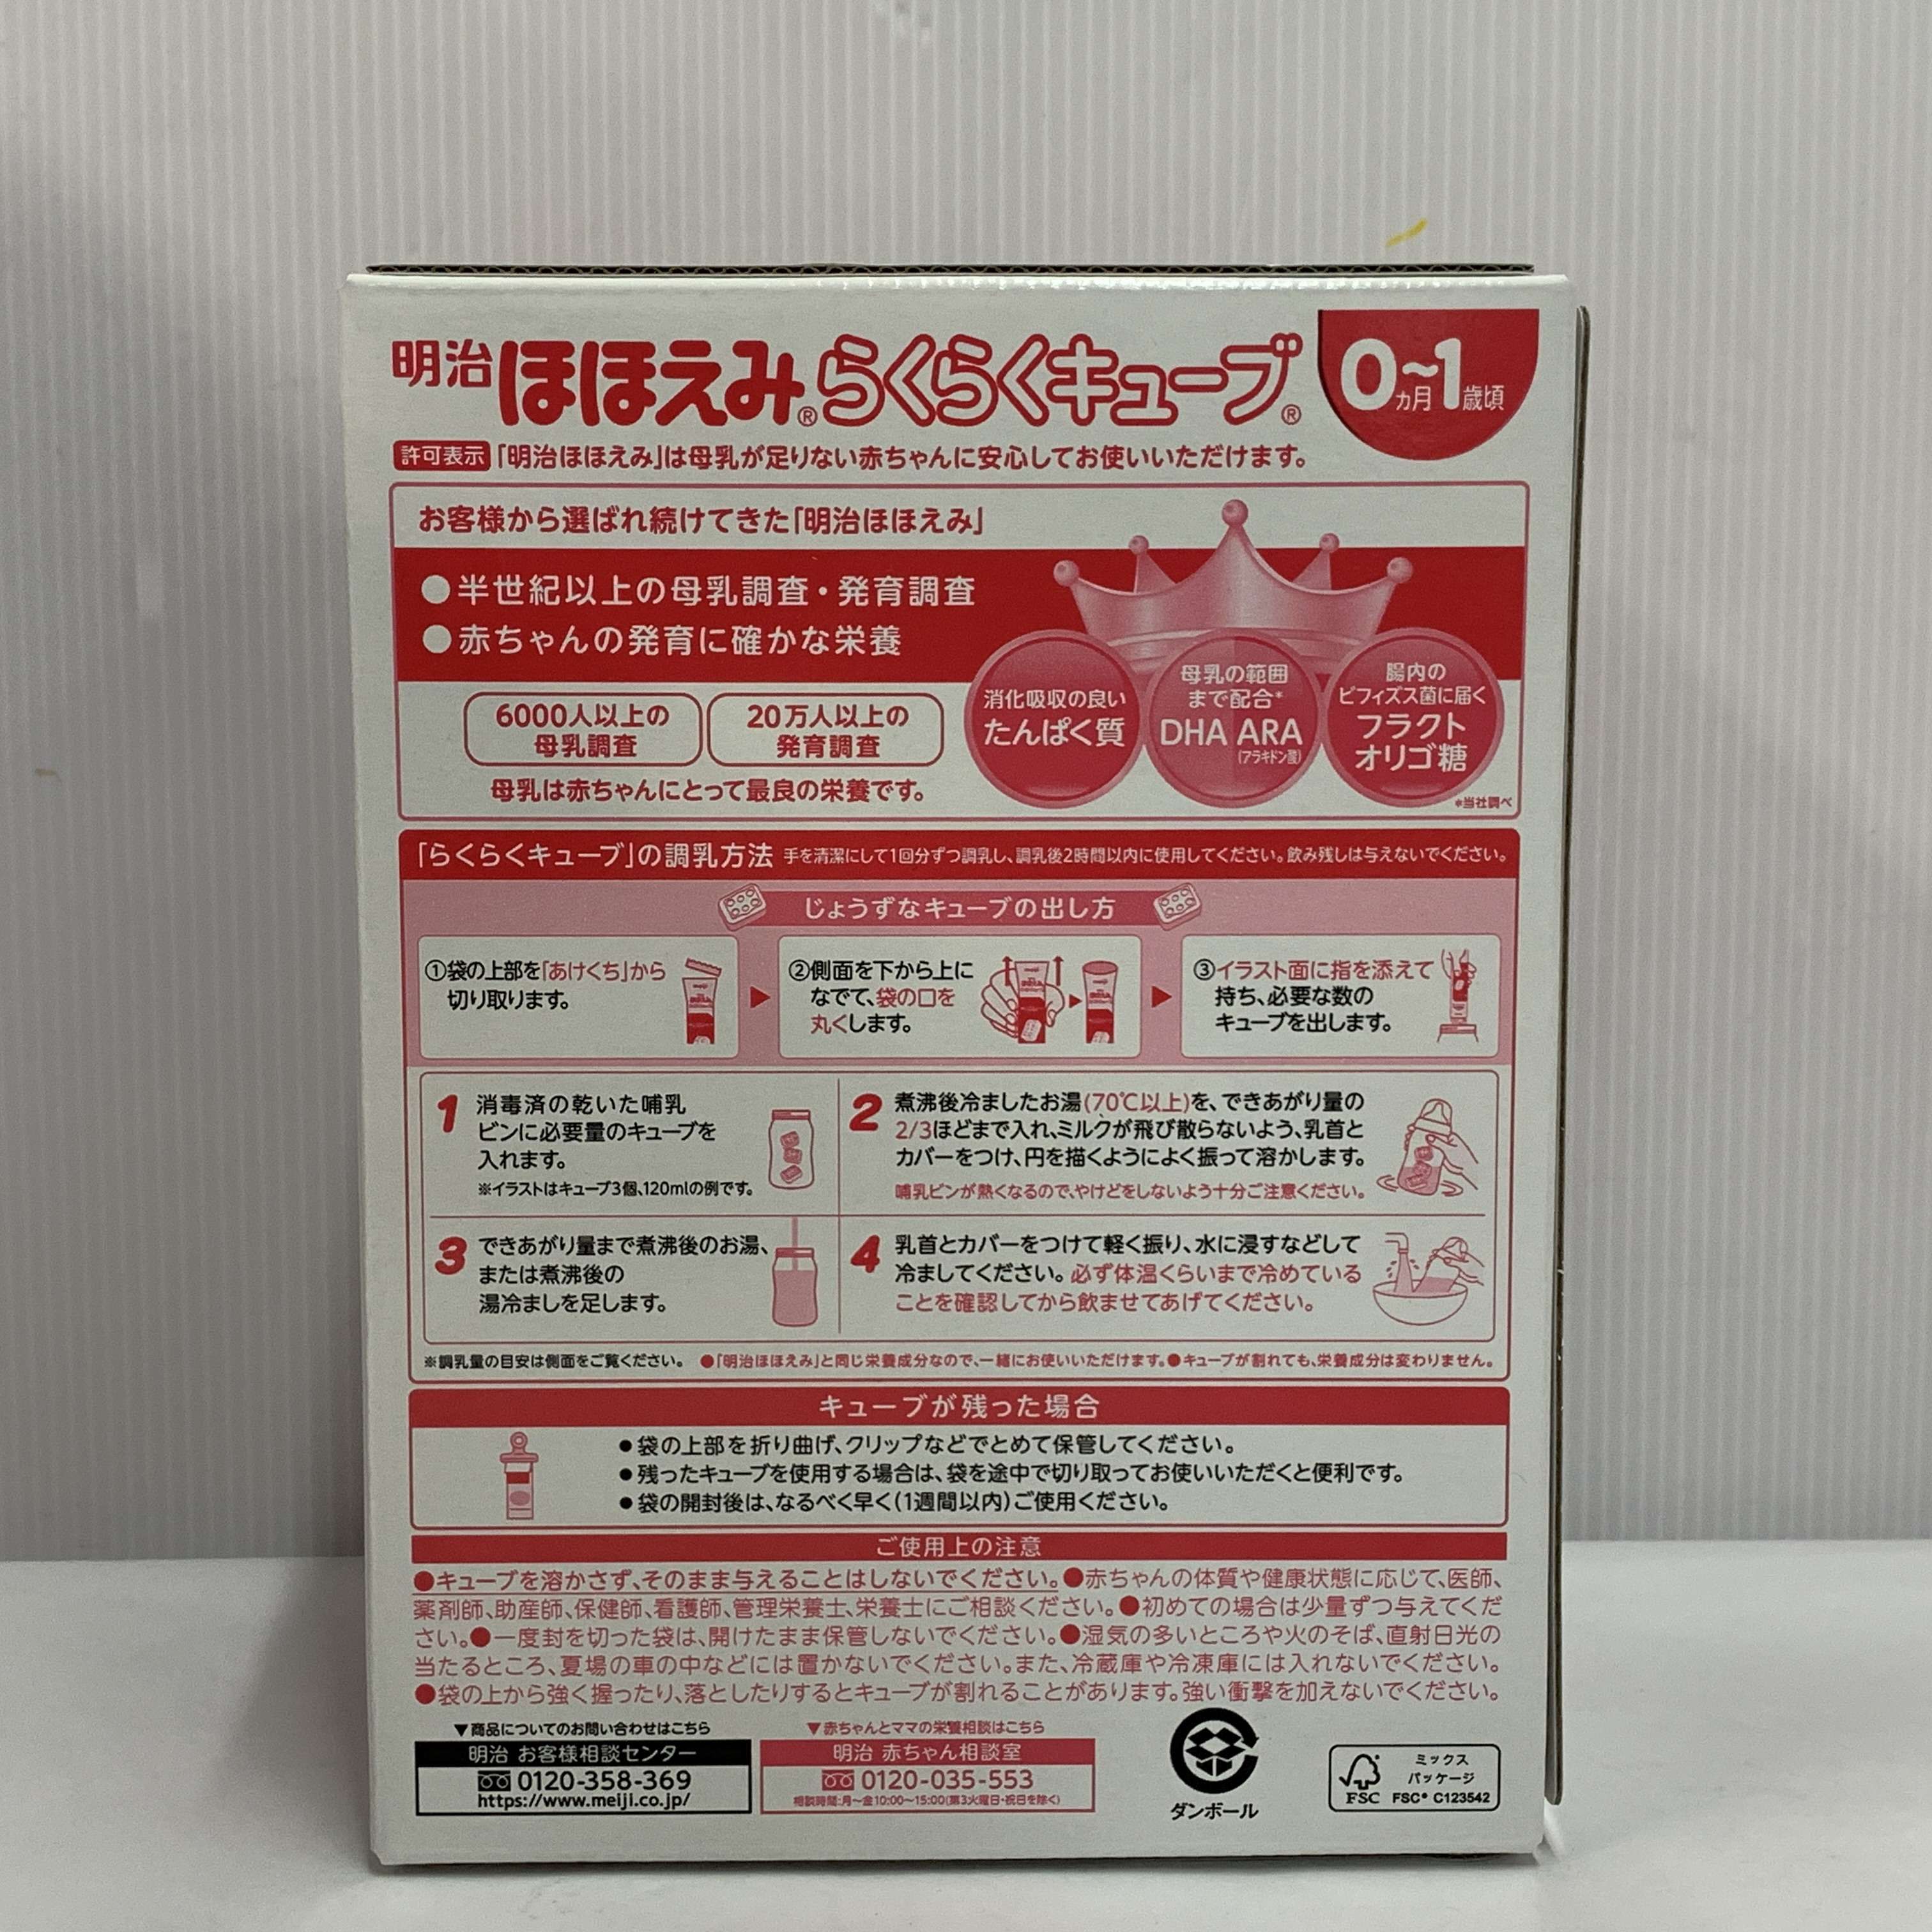 明治ほほえみ®らくらくキューブ®
0ヵ月~1歳頃
許可表示 「明治ほほえみ」は母乳が足りない赤ちゃんに安心してお使いいただけます。
お客様から選ばれ続けてきた「明治ほほえみ」
●半世紀以上の母乳調査・発育調査
●赤ちゃんの発育に確かな栄養
6000人以上の
母乳調査
20万人以上の
発育調査
母乳は赤ちゃんにとって最良の栄養です。
消化吸収の良い
たんぱく質
母乳の範囲
まで配合*
DHA ARA
(アラキドン酸)
腸内の
ビフィズス菌に届く
フラクト
オリゴ糖
*当社調べ
「らくらくキューブ」の調乳方法 手を清潔にして1回分ずつ調乳し、調乳後2時間以内に使用してください。飲み残しは与えないでください。
じょうずなキューブの出し方
①袋の上部を「あけくち」から
切り取ります。
②側面を下から上に
なでて、袋の口を
丸くします。
③イラスト面に指を添えて
持ち、必要な数の
キューブを出します。
1 消毒済の乾いた哺乳
ビンに必要量のキューブを
入れます。
※イラストはキューブ3個、120mlの例です。
2 煮沸後冷ましたお湯(70℃以上)を、できあがり量の
2/3ほどまで入れ、ミルクが飛び散らないよう、乳首と
カバーをつけ、円を描くようによく振って溶かします。
哺乳ビンが熱くなるので、やけどをしないよう十分ご注意ください。
3 できあがり量まで煮沸後のお湯、
または煮沸後の
湯冷ましを足します。
4 乳首とカバーをつけて軽く振り、水に浸すなどして
冷ましてください。必ず体温くらいまで冷めている
ことを確認してから飲ませてあげてください。
※調乳量の目安は側面をご覧ください。 ●「明治ほほえみ」と同じ栄養成分なので、一緒にお使いいただけます。●キューブが割れても、栄養成分は変わりません。
キューブが残った場合
●袋の上部を折り曲げ、クリップなどでとめて保管してください。
●残ったキューブを使用する場合は、袋を途中で切り取ってお使いいただくと便利です。
●袋の開封後は、なるべく早く(1週間以内)ご使用ください。
ご使用上の注意
●キューブを溶かさず、そのまま与えることはしないでください。●赤ちゃんの体質や健康状態に応じて、医師、
薬剤師、助産師、保健師、看護師、管理栄養士、栄養士にご相談ください。●初めての場合は少量ずつ与えてくだ
さい。●一度封を切った袋は、開けたまま保管しないでください。●湿気の多いところや火のそば、直射日光の
当たるところ、夏場の車の中などには置かないでください。また、冷蔵庫や冷凍庫には入れないでください。
●袋の上から強く握ったり、落としたりするとキューブが割れることがあります。強い衝撃を加えないでください。
▼商品についてのお問い合わせはこちら
明治 お客様相談センター
0120-358-369
https://www.meiji.co.jp/
▼赤ちゃんとママの栄養相談はこちら
明治 赤ちゃん相談室
0120-035-553
相談時間:月~金10:00~15:00(第3火曜日・祝日を除く)
ダンボール
ミックス
パッケージ
FSC FSC® C123542